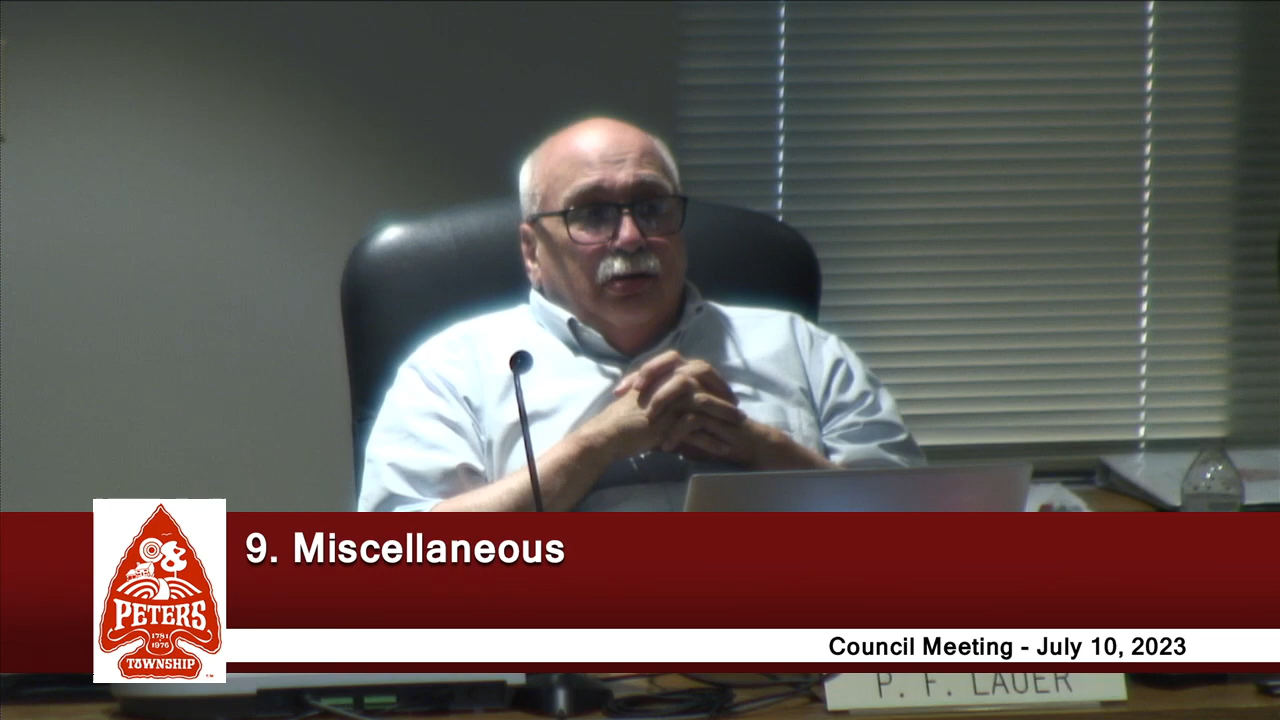 9. Miscellaneous
PETERS
1781
1976
TOWNSHIP
Council Meeting - July 10, 2023
P. F. LAUER